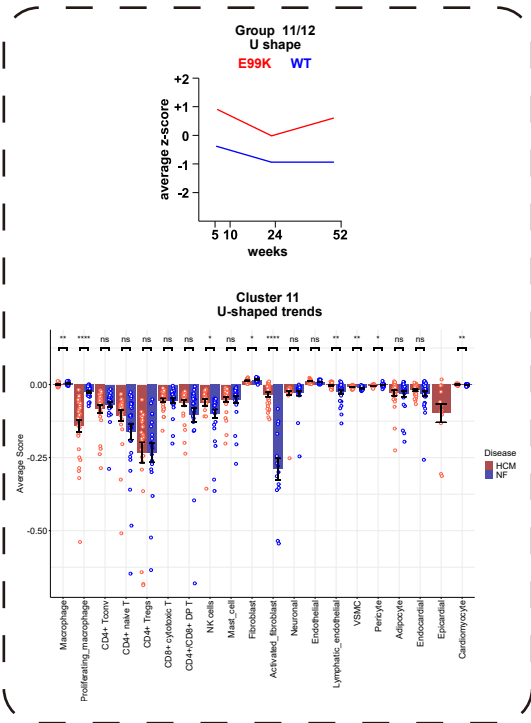 Group 11/12
U shape
E99K WT
average z-score
+2
+1
0
-1
-2
5 10 24 52
weeks
Cluster 11
U-shaped trends
** **** ns ns ns ns ns * ns * **** ns ns ** ** * ns ns **
Average Score
0.00
-0.25
-0.50
Disease
HCM
NF
Macrophage
Proliferating_macrophage
CD4+ Tconv
CD4+ naive T
CD4+ Tregs
CD8+ cytotoxic T
CD4+/CD8+ DP T
NK cells
Mast_cell
Fibroblast
Activated_fibroblast
Neuronal
Endothelial
Lymphatic_endothelial
VSMC
Pericyte
Adipocyte
Endocardial
Epicardial
Cardiomyocyte